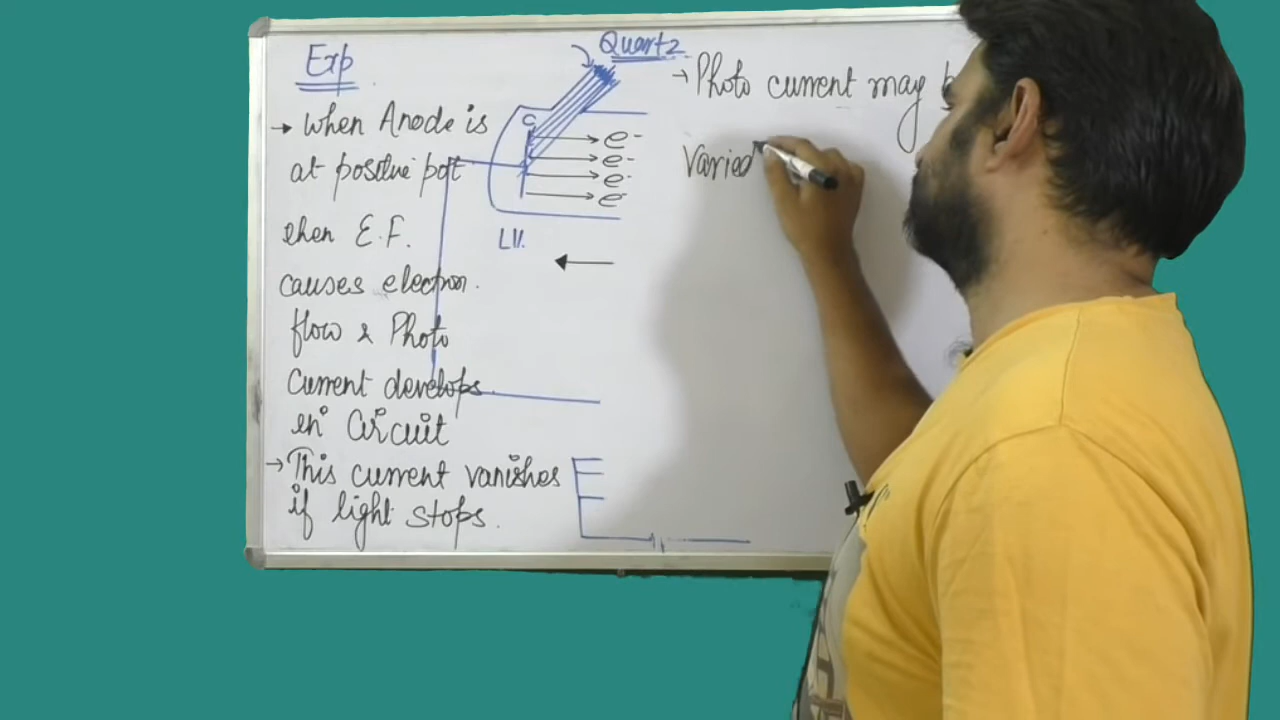 Exp
→ When Anode is
at positive pot
then E.F.
causes electron.
flow & Photo
Current develops.
in Circuit
→ This current vanishes
if light stops.
Quartz
C
e-
e-
e-
e-
→ Photo current may
Varied